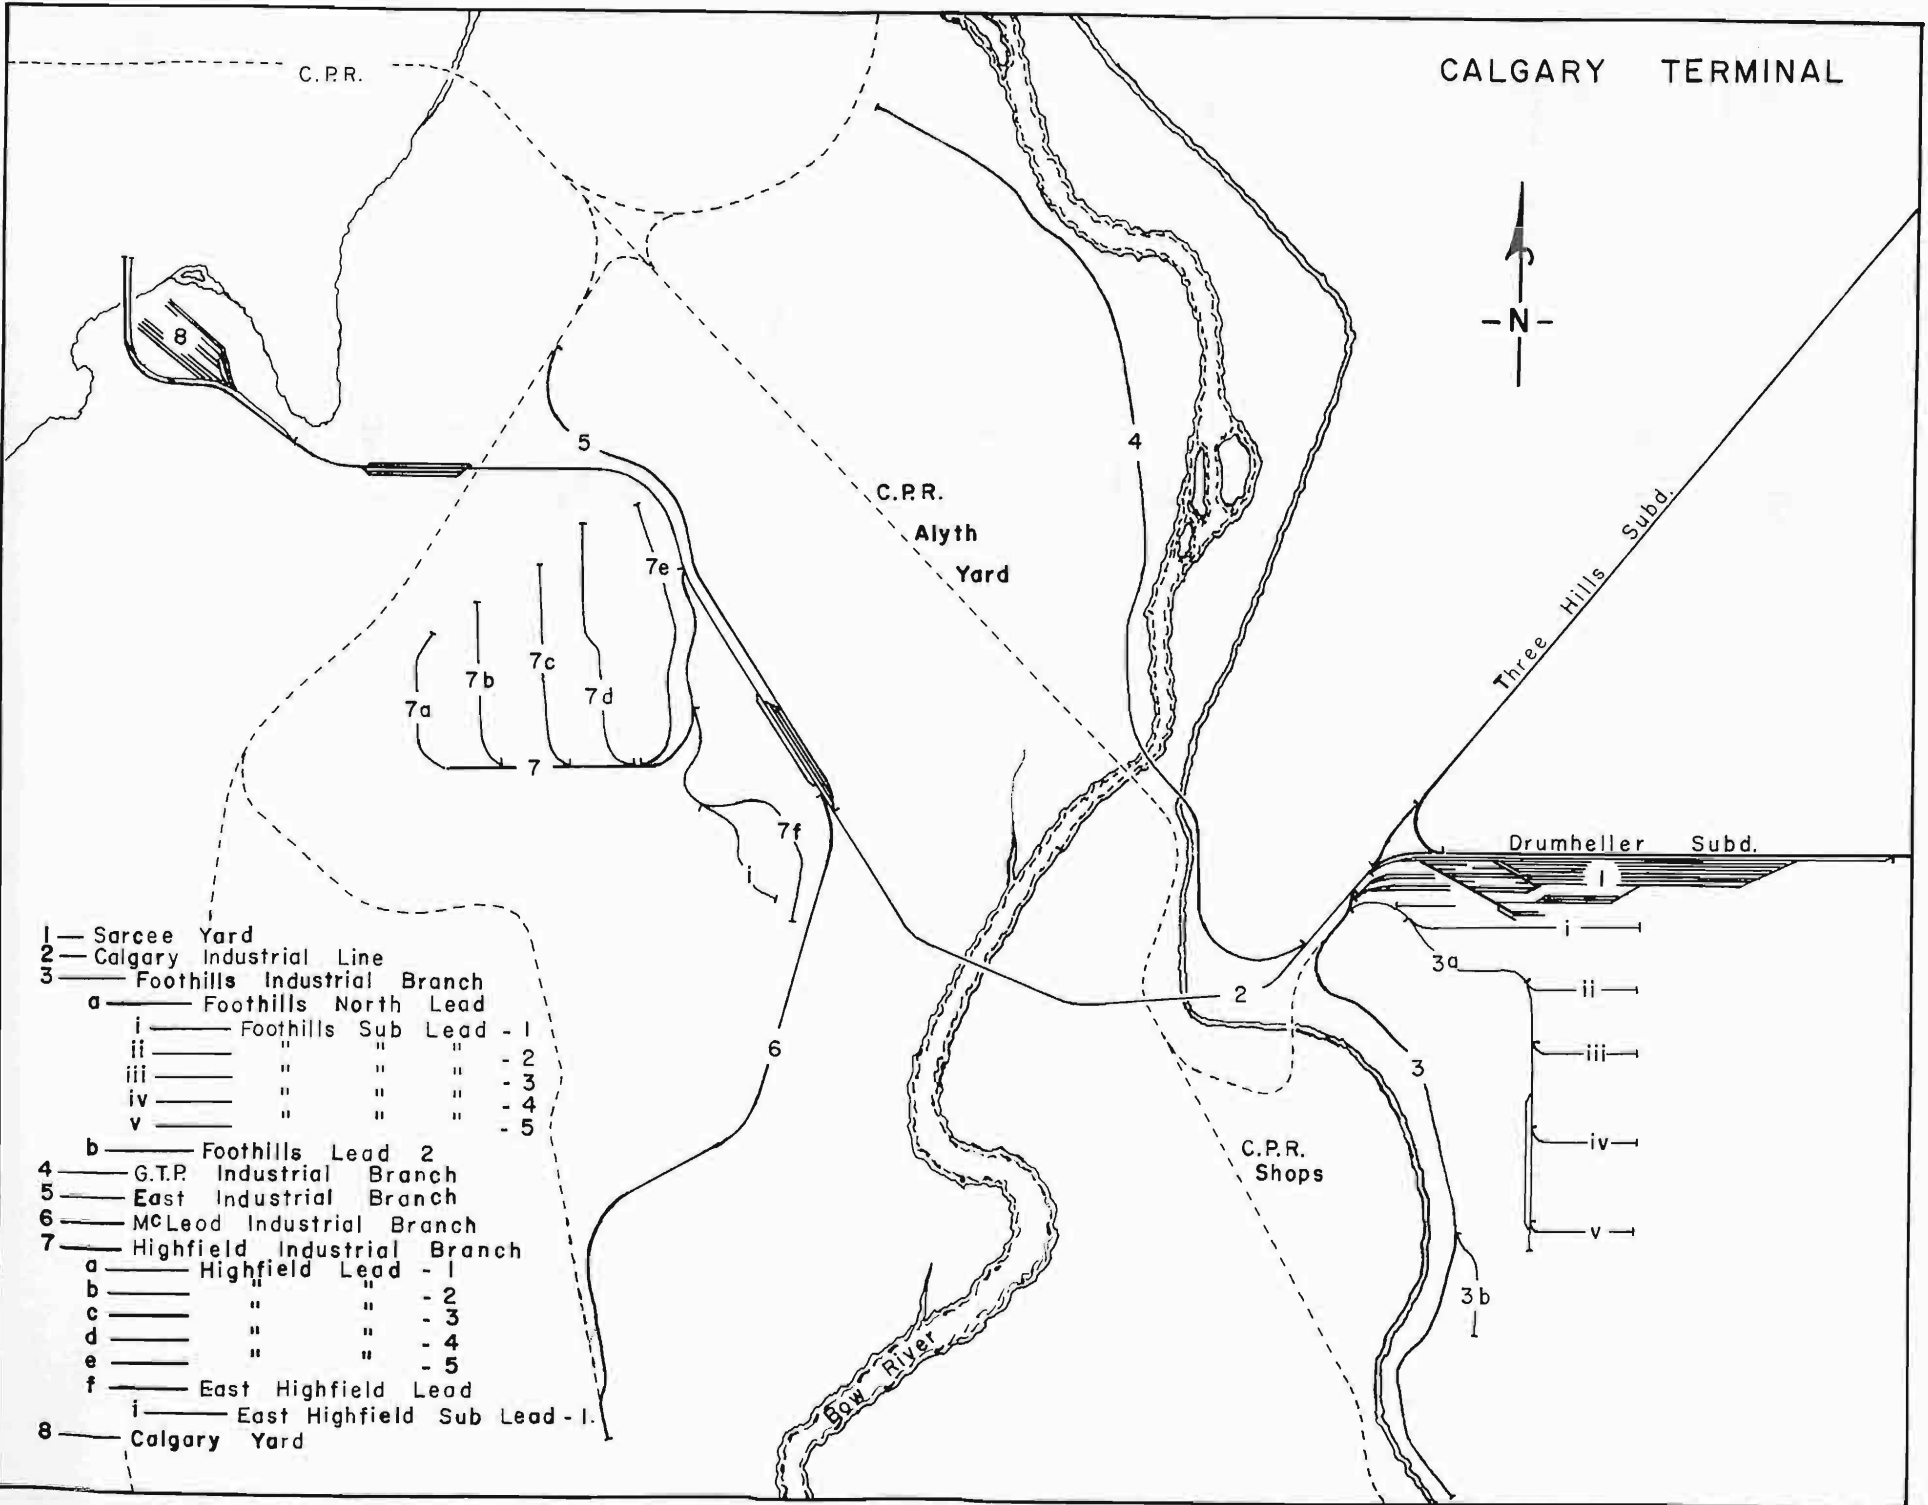 CALGARY TERMINAL
C.P.R.
-N-
8
5
4
C.P.R.
Alyth
Yard
Three Hills Subd.
7e
7c
7b
7d
7a
7
7f
i
Drumheller Subd.
1
i
3a
ii
2
iii
6
3
iv
C.P.R.
Shops
v
3b
Bow River
1 — Sarcee Yard
2 — Calgary Industrial Line
3 — Foothills Industrial Branch
a — Foothills North Lead
i — Foothills Sub Lead - 1
ii — " " " - 2
iii — " " " - 3
iv — " " " - 4
v — " " " - 5
b — Foothills Lead 2
4 — G.T.P. Industrial Branch
5 — East Industrial Branch
6 — McLeod Industrial Branch
7 — Highfield Industrial Branch
a — Highfield Lead - 1
b — " " - 2
c — " " - 3
d — " " - 4
e — " " - 5
f — East Highfield Lead
i — East Highfield Sub Lead - 1.
8 — Calgary Yard